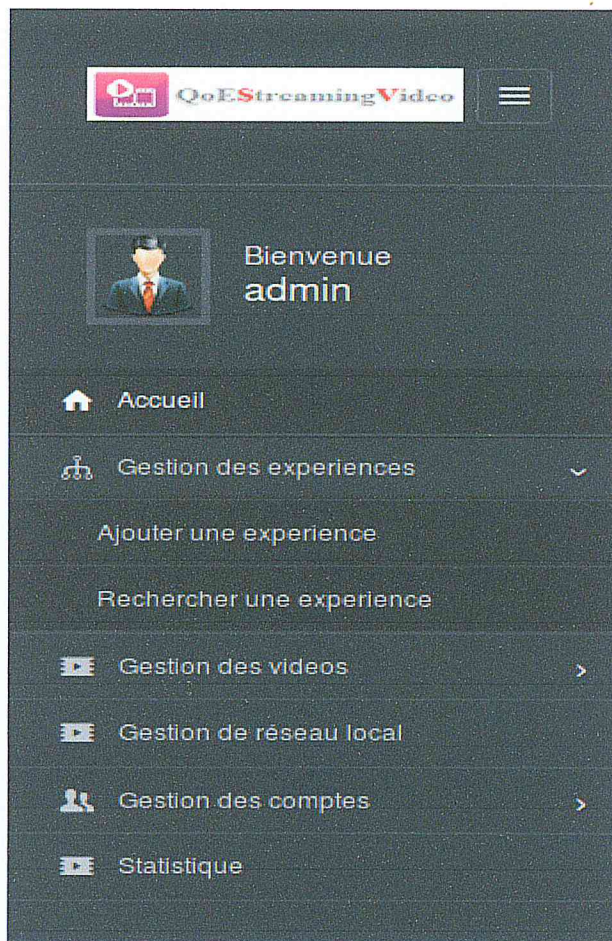 QoEStreamingVideo
Bienvenue
admin
Accueil
Gestion des experiences
Ajouter une experience
Rechercher une experience
Gestion des videos
Gestion de réseau local
Gestion des comptes
Statistique